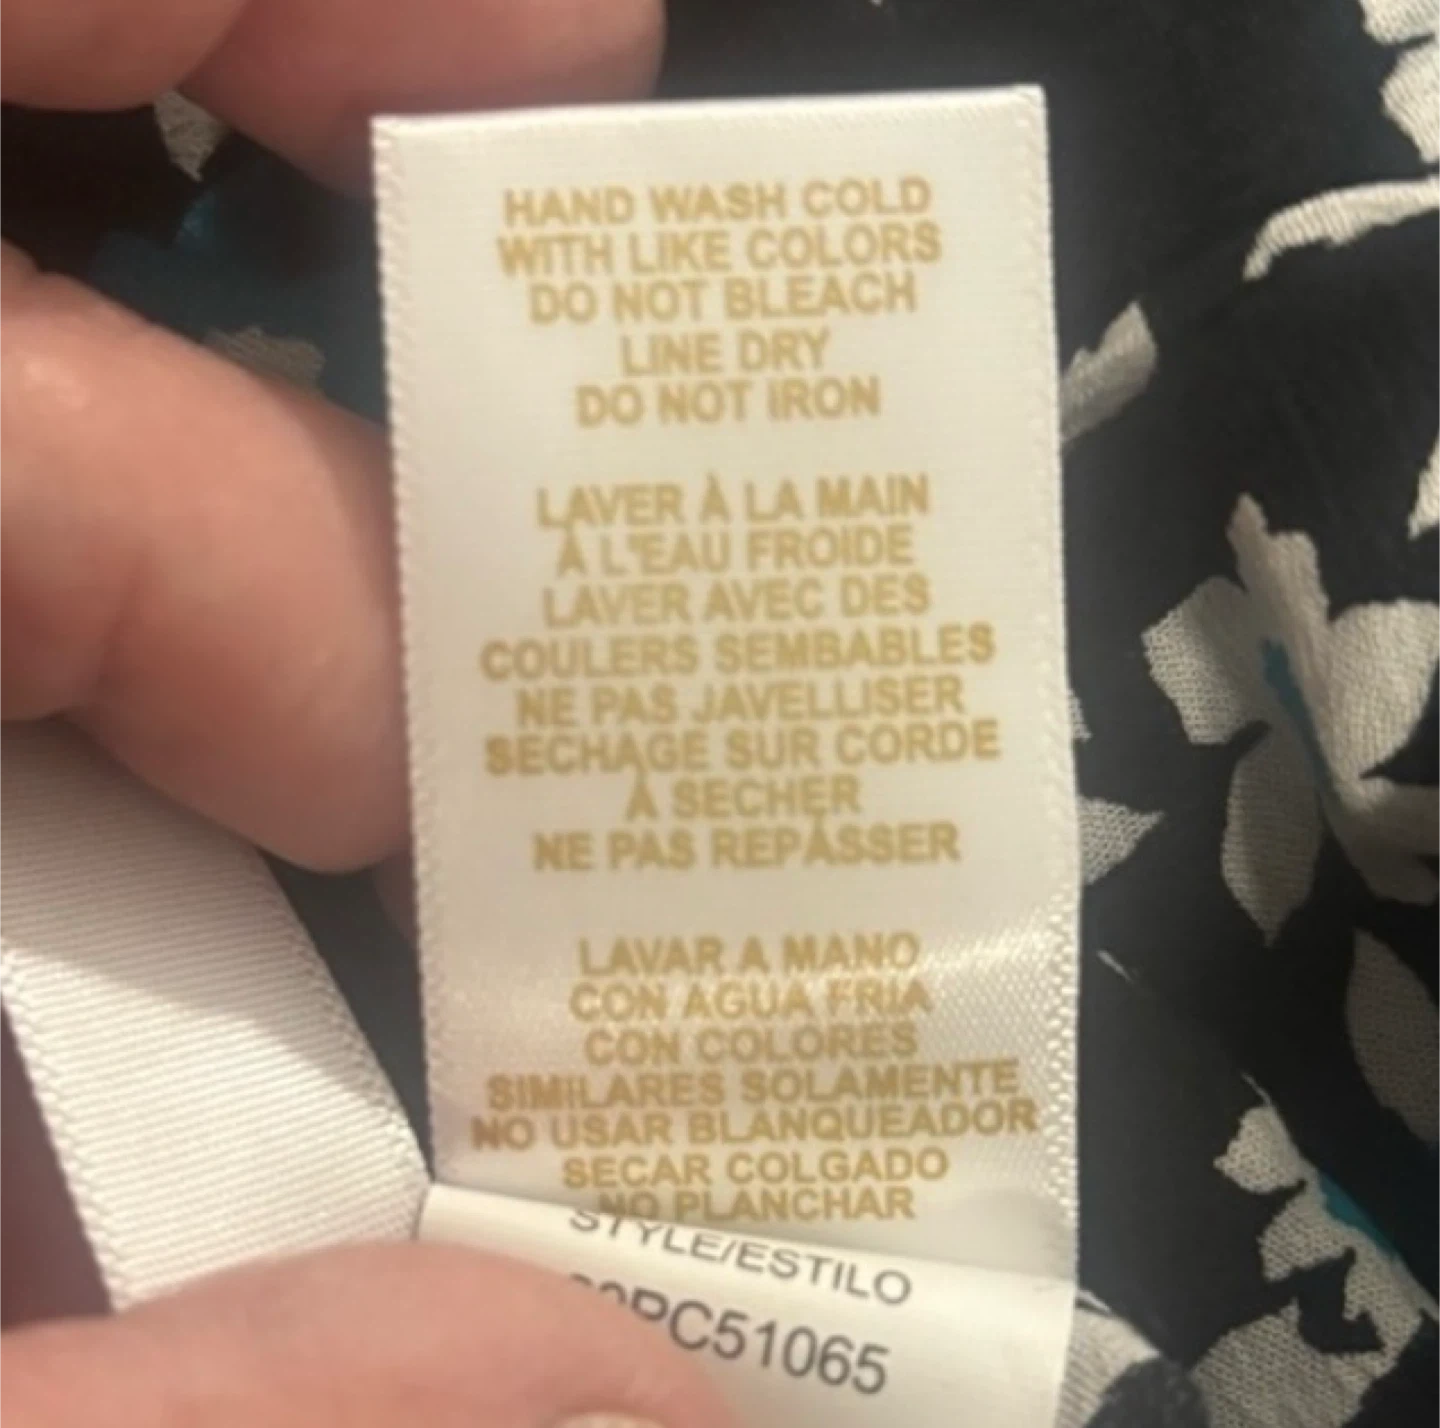 HAND WASH COLD
WITH LIKE COLORS
DO NOT BLEACH
LINE DRY
DO NOT IRON
LAVER À LA MAIN
À L'EAU FROIDE
LAVER AVEC DES
COULERS SEMBABLES
NE PAS JAVELLISER
SECHAGE SUR CORDE
À SECHER
NE PAS REPASSER
LAVAR A MANO
CON AGUA FRIA
CON COLORES
SIMILARES SOLAMENTE
NO USAR BLANQUEADOR
SECAR COLGADO
NO PLANCHAR
STYLE/ESTILO